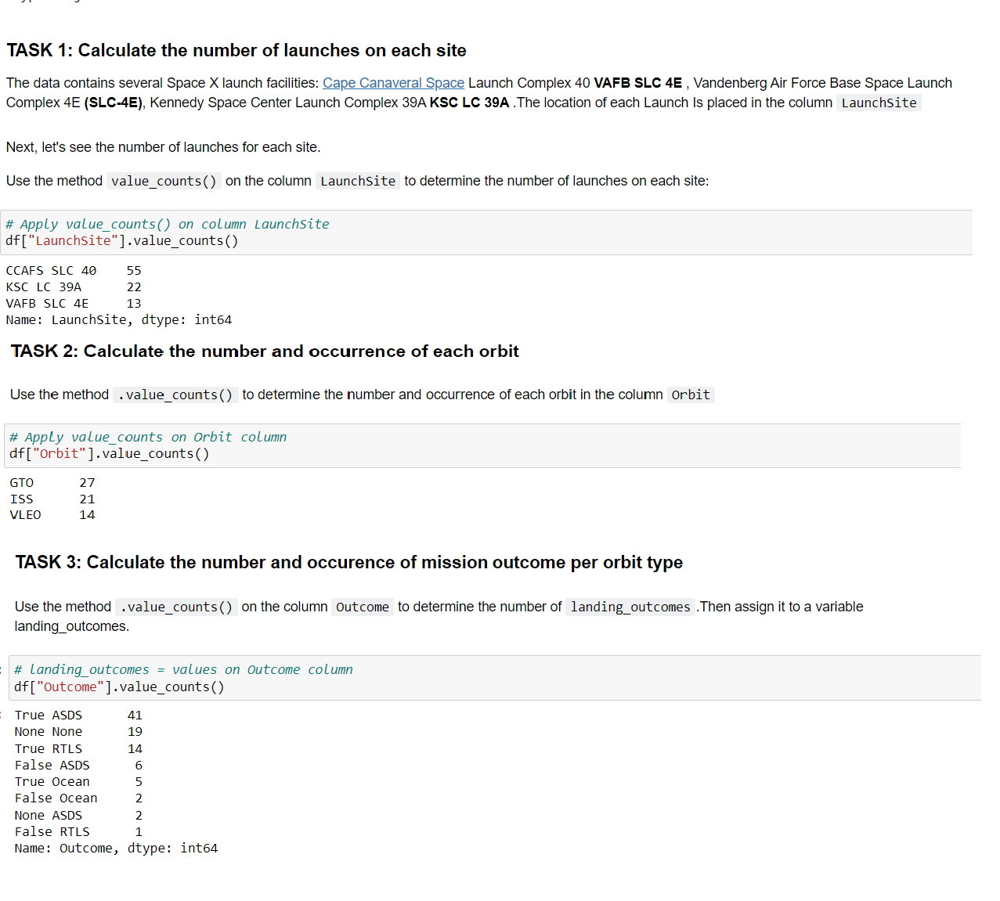 TASK 1: Calculate the number of launches on each site
The data contains several Space X launch facilities: Cape Canaveral Space Launch Complex 40 VAFB SLC 4E , Vandenberg Air Force Base Space Launch
Complex 4E (SLC-4E), Kennedy Space Center Launch Complex 39A KSC LC 39A .The location of each Launch Is placed in the column LaunchSite
Next, let's see the number of launches for each site.
Use the method value_counts() on the column LaunchSite to determine the number of launches on each site:
# Apply value_counts() on column LaunchSite
df["LaunchSite"].value_counts()
CCAFS SLC 40 55
KSC LC 39A 22
VAFB SLC 4E 13
Name: LaunchSite, dtype: int64
TASK 2: Calculate the number and occurrence of each orbit
Use the method .value_counts() to determine the number and occurrence of each orbit in the column Orbit
# Apply value_counts on Orbit column
df["Orbit"].value_counts()
GTO 27
ISS 21
VLEO 14
TASK 3: Calculate the number and occurence of mission outcome per orbit type
Use the method .value_counts() on the column Outcome to determine the number of landing_outcomes .Then assign it to a variable
landing_outcomes.
# landing_outcomes = values on Outcome column
df["Outcome"].value_counts()
True ASDS 41
None None 19
True RTLS 14
False ASDS 6
True Ocean 5
False Ocean 2
None ASDS 2
False RTLS 1
Name: Outcome, dtype: int64